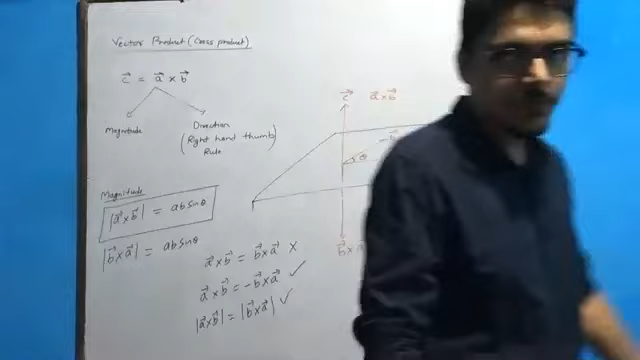 Vector Product (Cross product)
c⃗ = a⃗ × b⃗
Magnitude
Direction
(Right hand thumb
Rule)
Magnitude
|a⃗ × b⃗| = ab sinθ
|b⃗ × a⃗| = ab sinθ
a⃗ × b⃗ = b⃗ × a⃗ ×
a⃗ × b⃗ = -b⃗ × a⃗ ✓
|a⃗ × b⃗| = |b⃗ × a⃗| ✓
c⃗ a⃗ × b⃗
θ
b⃗ × a